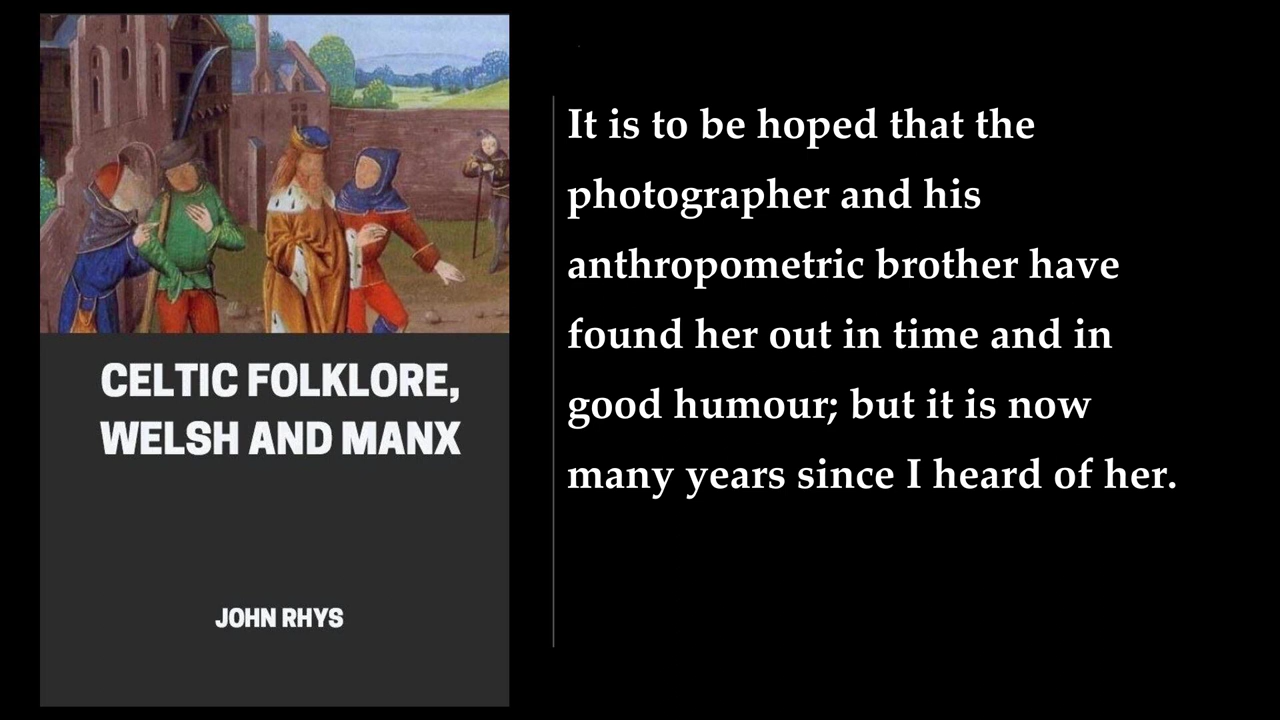 CELTIC FOLKLORE,
WELSH AND MANX
JOHN RHYS
It is to be hoped that the
photographer and his
anthropometric brother have
found her out in time and in
good humour; but it is now
many years since I heard of her.